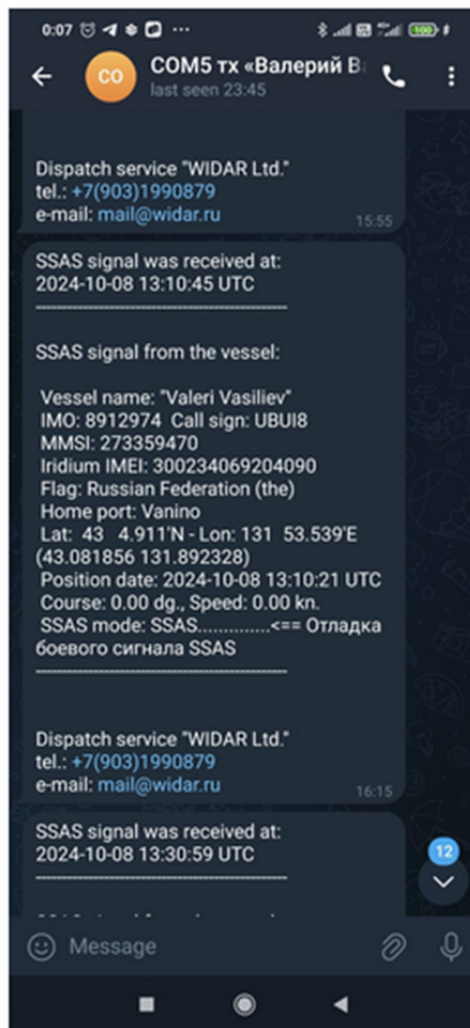 0:07
СО
COM5 тх «Валерий В
last seen 23:45
Dispatch service "WIDAR Ltd."
tel.: +7(903)1990879
e-mail: mail@widar.ru
15:55
SSAS signal was received at:
2024-10-08 13:10:45 UTC
SSAS signal from the vessel:
Vessel name: "Valeri Vasiliev"
IMO: 8912974 Call sign: UBUI8
MMSI: 273359470
Iridium IMEI: 300234069204090
Flag: Russian Federation (the)
Home port: Vanino
Lat: 43 4.911'N - Lon: 131 53.539'E
(43.081856 131.892328)
Position date: 2024-10-08 13:10:21 UTC
Course: 0.00 dg., Speed: 0.00 kn.
SSAS mode: SSAS.............<== Отладка
боевого сигнала SSAS
Dispatch service "WIDAR Ltd."
tel.: +7(903)1990879
e-mail: mail@widar.ru
16:15
SSAS signal was received at:
2024-10-08 13:30:59 UTC
12
Message